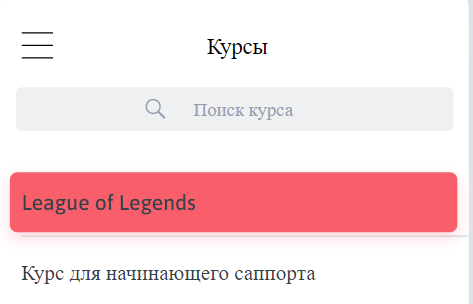 Курсы
Поиск курса
League of Legends
Курс для начинающего саппорта